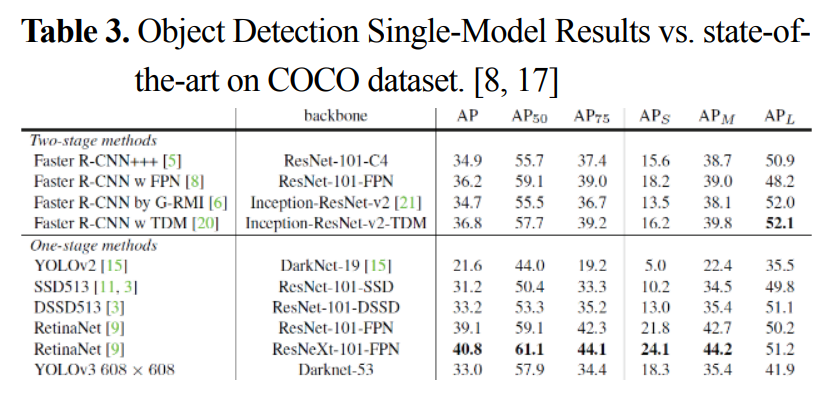 Table 3. Object Detection Single-Model Results vs. state-of-
the-art on COCO dataset. [8, 17]
backbone AP AP50 AP75 APS APM APL
Two-stage methods
Faster R-CNN+++ [5] ResNet-101-C4 34.9 55.7 37.4 15.6 38.7 50.9
Faster R-CNN w FPN [8] ResNet-101-FPN 36.2 59.1 39.0 18.2 39.0 48.2
Faster R-CNN by G-RMI [6] Inception-ResNet-v2 [21] 34.7 55.5 36.7 13.5 38.1 52.0
Faster R-CNN w TDM [20] Inception-ResNet-v2-TDM 36.8 57.7 39.2 16.2 39.8 52.1
One-stage methods
YOLOv2 [15] DarkNet-19 [15] 21.6 44.0 19.2 5.0 22.4 35.5
SSD513 [11, 3] ResNet-101-SSD 31.2 50.4 33.3 10.2 34.5 49.8
DSSD513 [3] ResNet-101-DSSD 33.2 53.3 35.2 13.0 35.4 51.1
RetinaNet [9] ResNet-101-FPN 39.1 59.1 42.3 21.8 42.7 50.2
RetinaNet [9] ResNeXt-101-FPN 40.8 61.1 44.1 24.1 44.2 51.2
YOLOv3 608 × 608 Darknet-53 33.0 57.9 34.4 18.3 35.4 41.9